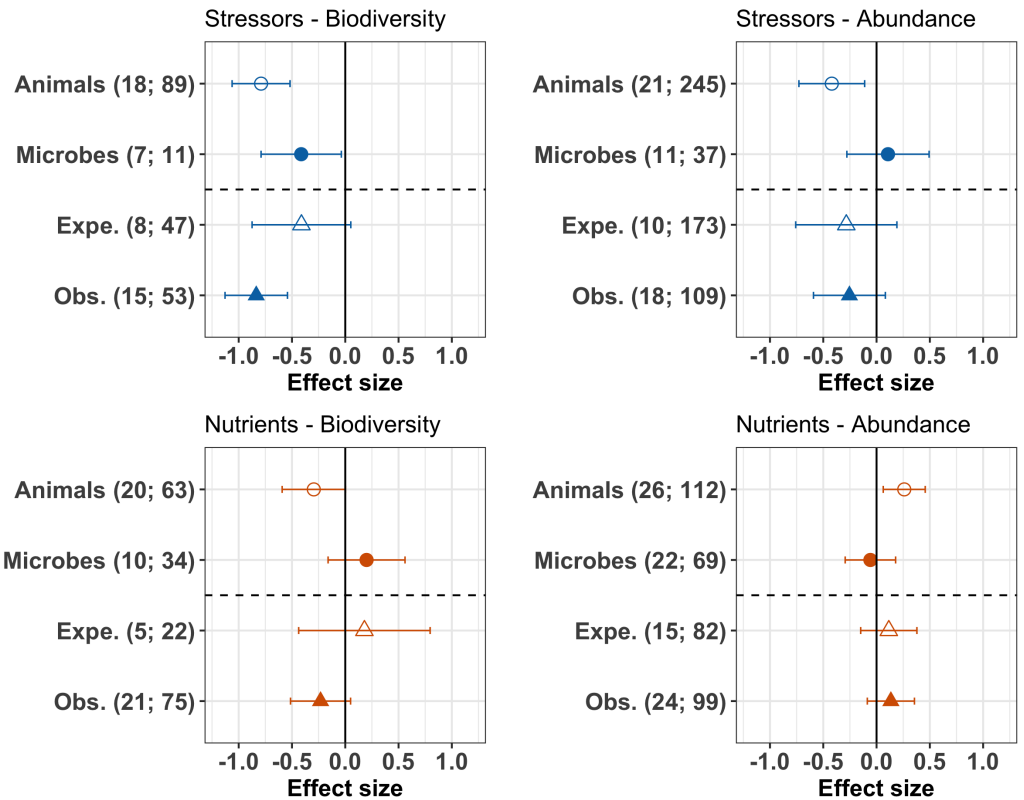 Stressors - Biodiversity
Animals (18; 89)
Microbes (7; 11)
Expe. (8; 47)
Obs. (15; 53)
-1.0 -0.5 0.0 0.5 1.0
Effect size
Stressors - Abundance
Animals (21; 245)
Microbes (11; 37)
Expe. (10; 173)
Obs. (18; 109)
-1.0 -0.5 0.0 0.5 1.0
Effect size
Nutrients - Biodiversity
Animals (20; 63)
Microbes (10; 34)
Expe. (5; 22)
Obs. (21; 75)
-1.0 -0.5 0.0 0.5 1.0
Effect size
Nutrients - Abundance
Animals (26; 112)
Microbes (22; 69)
Expe. (15; 82)
Obs. (24; 99)
-1.0 -0.5 0.0 0.5 1.0
Effect size